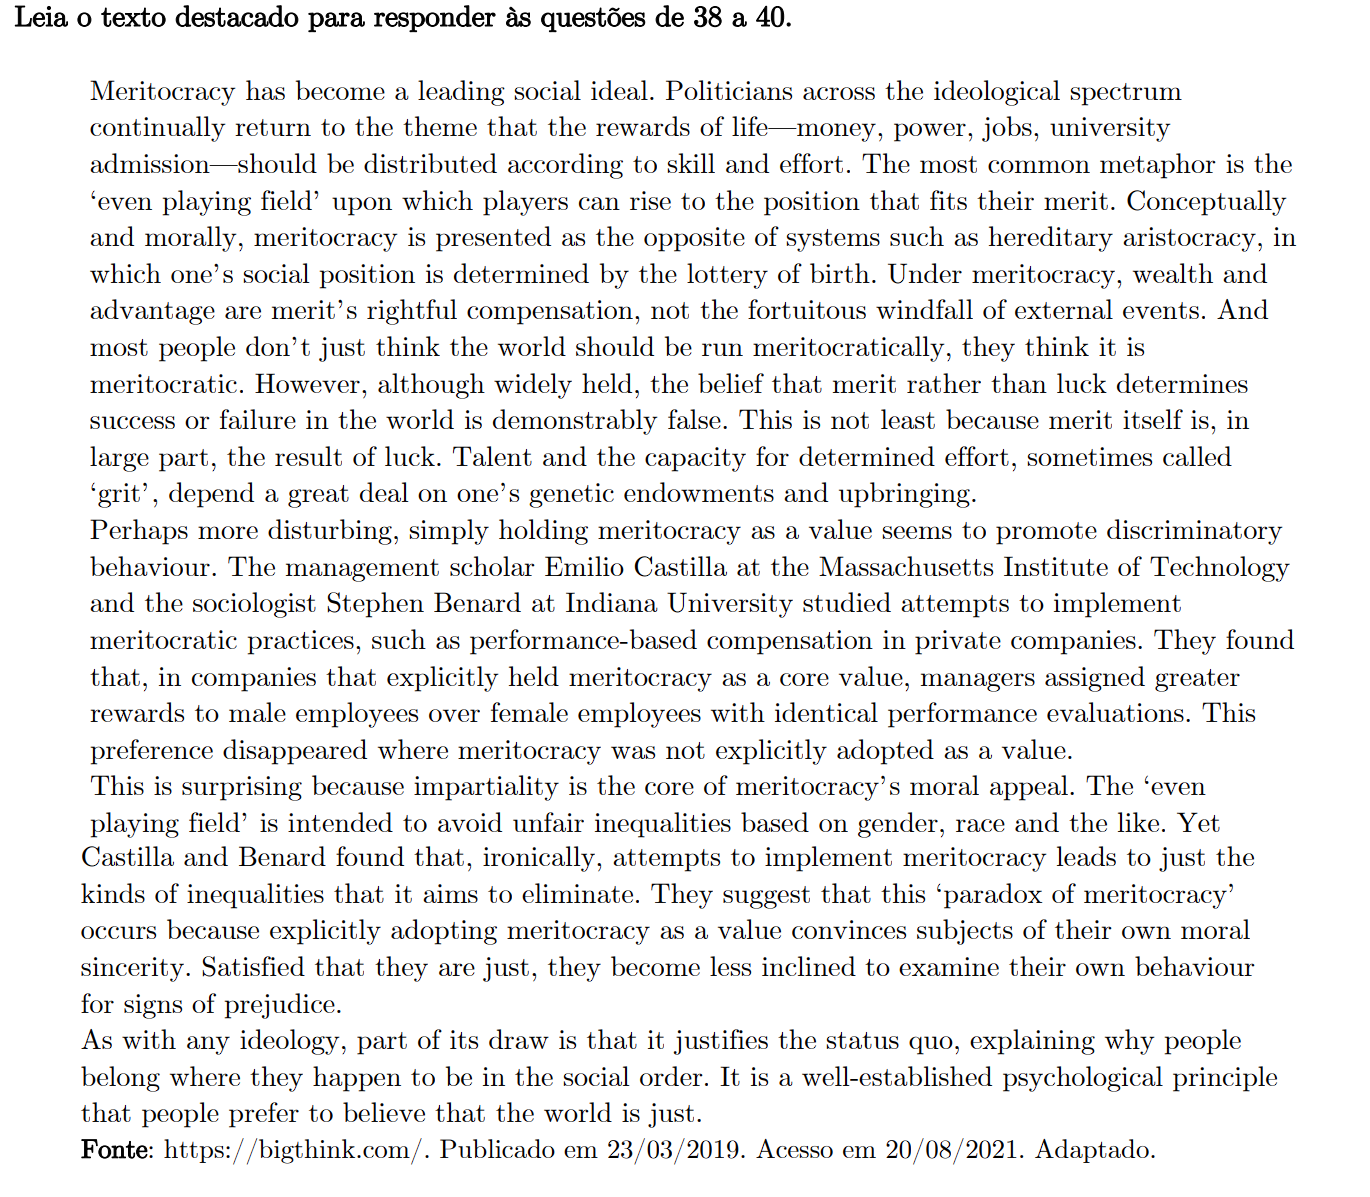 Leia o texto destacado para responder às questões de 38 a 40.
Meritocracy has become a leading social ideal. Politicians across the ideological spectrum
continually return to the theme that the rewards of life—money, power, jobs, university
admission—should be distributed according to skill and effort. The most common metaphor is the
‘even playing field’ upon which players can rise to the position that fits their merit. Conceptually
and morally, meritocracy is presented as the opposite of systems such as hereditary aristocracy, in
which one’s social position is determined by the lottery of birth. Under meritocracy, wealth and
advantage are merit’s rightful compensation, not the fortuitous windfall of external events. And
most people don’t just think the world should be run meritocratically, they think it is
meritocratic. However, although widely held, the belief that merit rather than luck determines
success or failure in the world is demonstrably false. This is not least because merit itself is, in
large part, the result of luck. Talent and the capacity for determined effort, sometimes called
‘grit’, depend a great deal on one’s genetic endowments and upbringing.
Perhaps more disturbing, simply holding meritocracy as a value seems to promote discriminatory
behaviour. The management scholar Emilio Castilla at the Massachusetts Institute of Technology
and the sociologist Stephen Benard at Indiana University studied attempts to implement
meritocratic practices, such as performance-based compensation in private companies. They found
that, in companies that explicitly held meritocracy as a core value, managers assigned greater
rewards to male employees over female employees with identical performance evaluations. This
preference disappeared where meritocracy was not explicitly adopted as a value.
This is surprising because impartiality is the core of meritocracy’s moral appeal. The ‘even
playing field’ is intended to avoid unfair inequalities based on gender, race and the like. Yet
Castilla and Benard found that, ironically, attempts to implement meritocracy leads to just the
kinds of inequalities that it aims to eliminate. They suggest that this ‘paradox of meritocracy’
occurs because explicitly adopting meritocracy as a value convinces subjects of their own moral
sincerity. Satisfied that they are just, they become less inclined to examine their own behaviour
for signs of prejudice.
As with any ideology, part of its draw is that it justifies the status quo, explaining why people
belong where they happen to be in the social order. It is a well-established psychological principle
that people prefer to believe that the world is just.
Fonte: https://bigthink.com/. Publicado em 23/03/2019. Acesso em 20/08/2021. Adaptado.